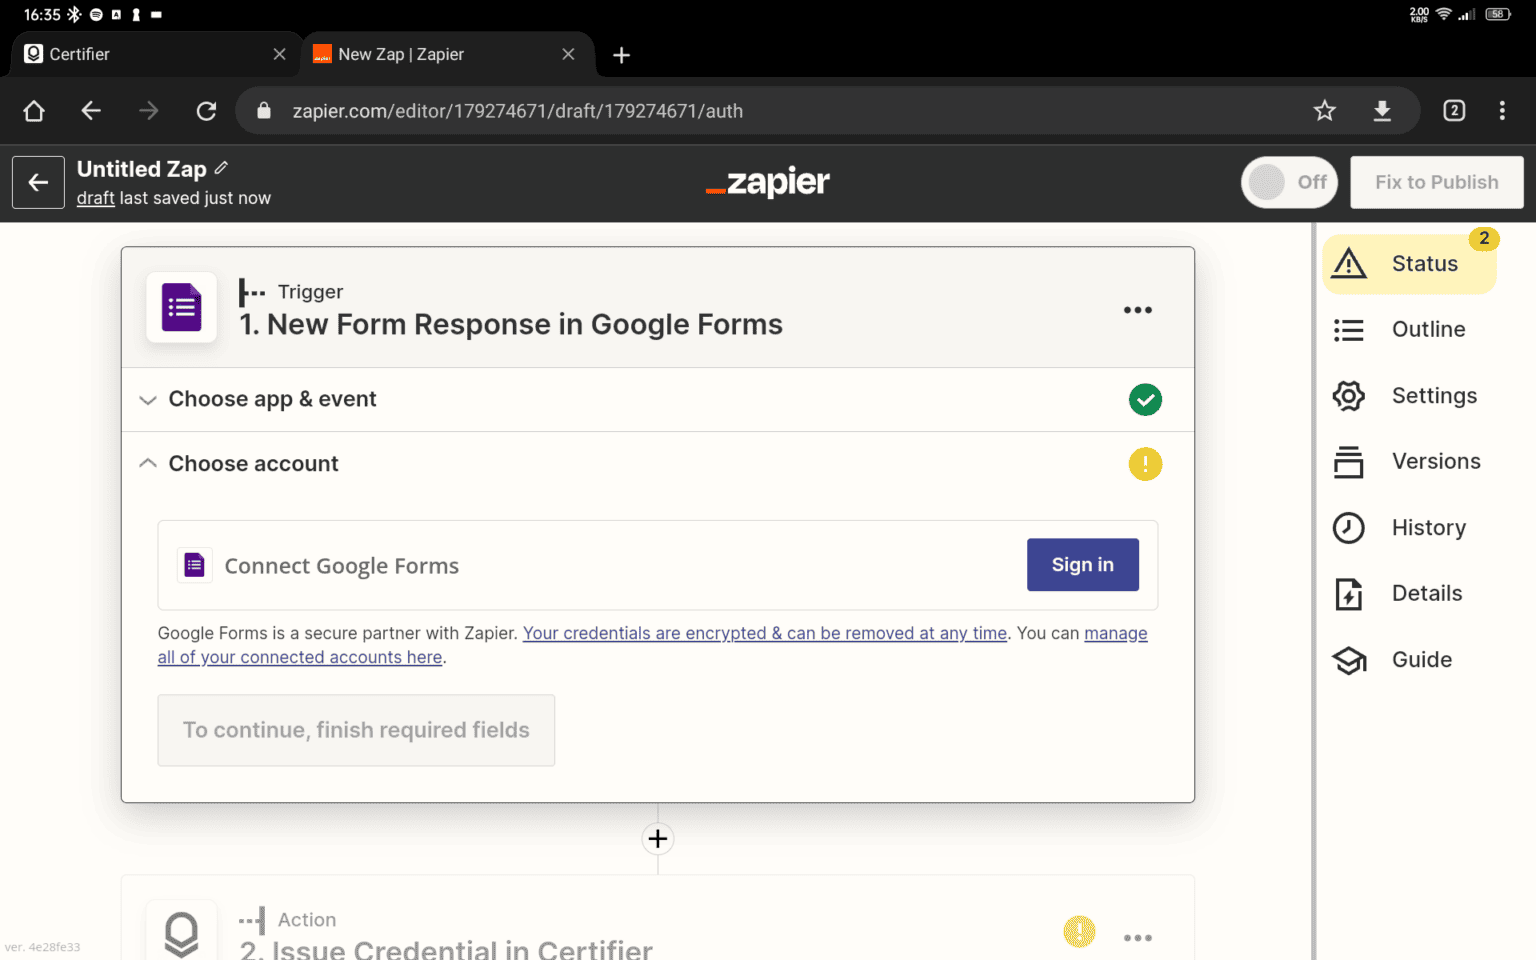 16:35
2.00
KB/S
58
Certifier
New Zap | Zapier
zapier.com/editor/179274671/draft/179274671/auth
2
Untitled Zap
draft last saved just now
_zapier
Off
Fix to Publish
Trigger
1. New Form Response in Google Forms
Choose app & event
Choose account
!
Connect Google Forms
Sign in
Google Forms is a secure partner with Zapier. Your credentials are encrypted & can be removed at any time. You can manage
all of your connected accounts here.
To continue, finish required fields
Action
2. Issue Credential in Certifier
!
ver. 4e28fe33
2
Status
Outline
Settings
Versions
History
Details
Guide